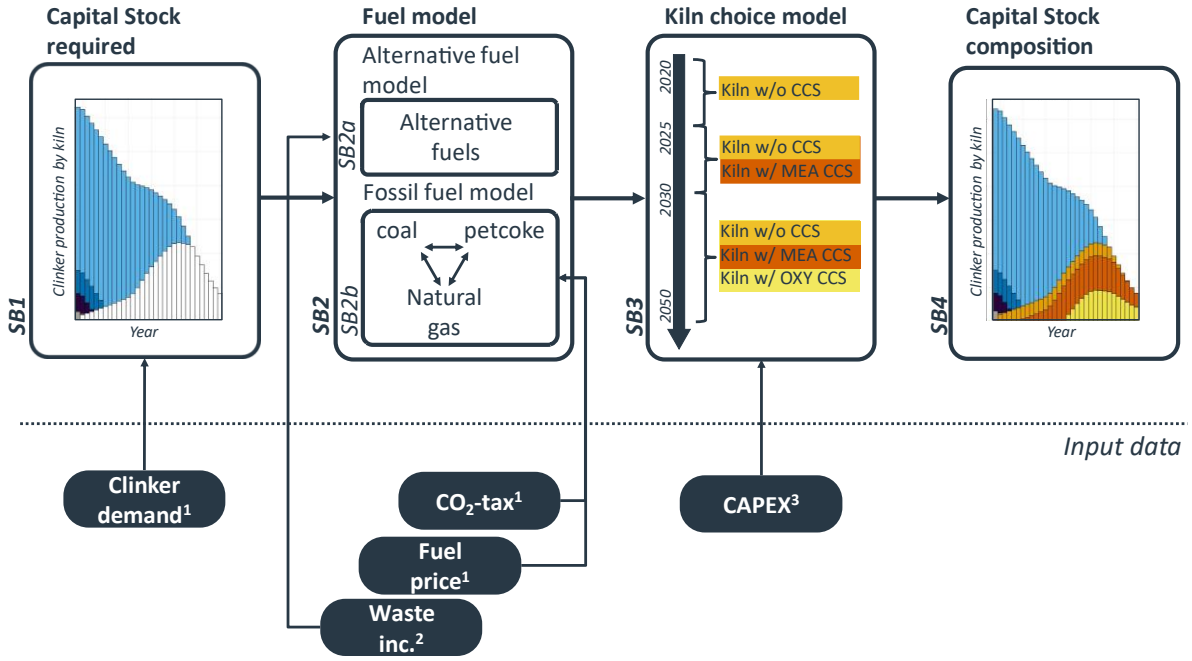 Capital Stock
required
Clinker production by kiln
Year
SB1
Fuel model
Alternative fuel
model
Alternative
fuels
SB2a
Fossil fuel model
coal
petcoke
Natural
gas
SB2
SB2b
Kiln choice model
2020
2025
2030
2050
Kiln w/o CCS
Kiln w/o CCS
Kiln w/ MEA CCS
Kiln w/o CCS
Kiln w/ MEA CCS
Kiln w/ OXY CCS
SB3
Capital Stock
composition
Clinker production by kiln
Year
SB4
Input data
Clinker
demand¹
CO₂-tax¹
Fuel
price¹
Waste
inc.²
CAPEX³